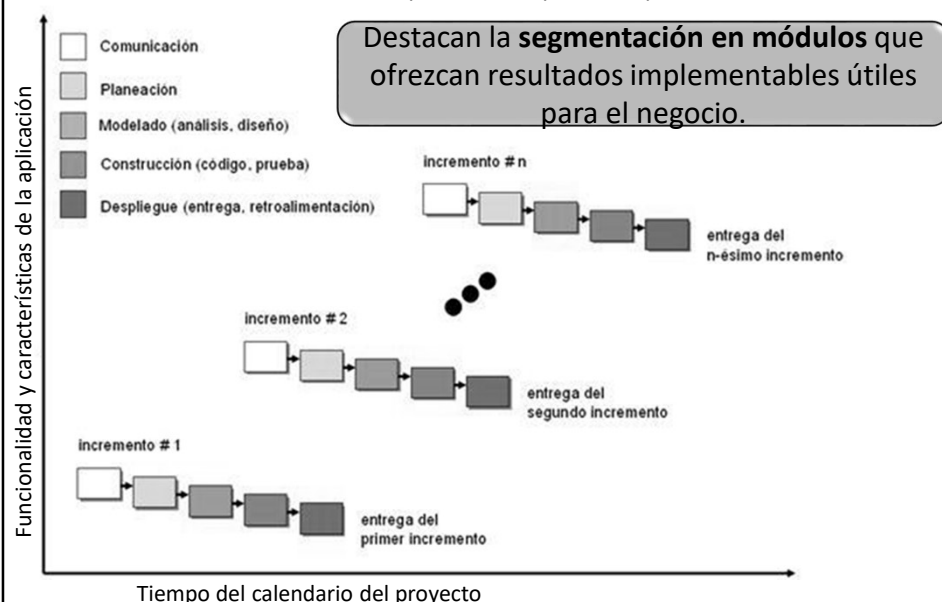 Destacan la segmentación en módulos que
ofrezcan resultados implementables útiles
para el negocio.
Comunicación
Planeación
Modelado (análisis, diseño)
Construcción (código, prueba)
Despliegue (entrega, retroalimentación)
Funcionalidad y características de la aplicación
incremento # n
entrega del
n-ésimo incremento
incremento # 2
entrega del
segundo incremento
incremento # 1
entrega del
primer incremento
Tiempo del calendario del proyecto